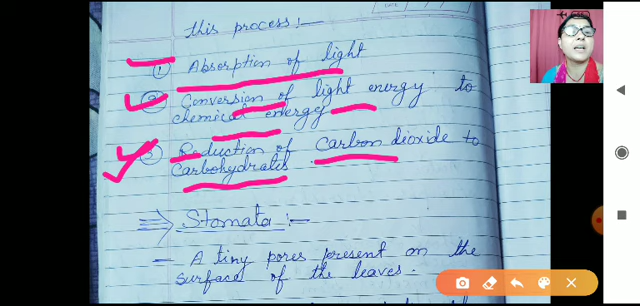 this process:-
① Absorption of light
② Conversion of light energy to
chemical energy
③ Reduction of carbon dioxide to
carbohydrates.
⇒ Stomata :-
- A tiny pores present on the
surface of the leaves.